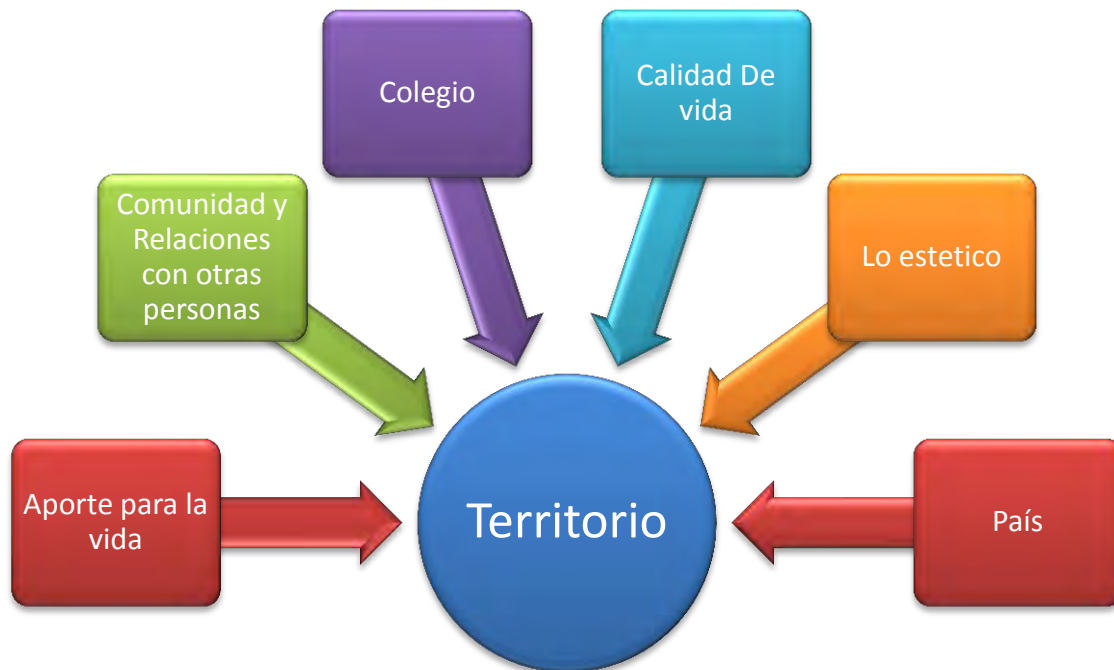 Colegio
Calidad De
vida
Comunidad y
Relaciones
con otras
personas
Lo estetico
Aporte para la
vida
Territorio
País